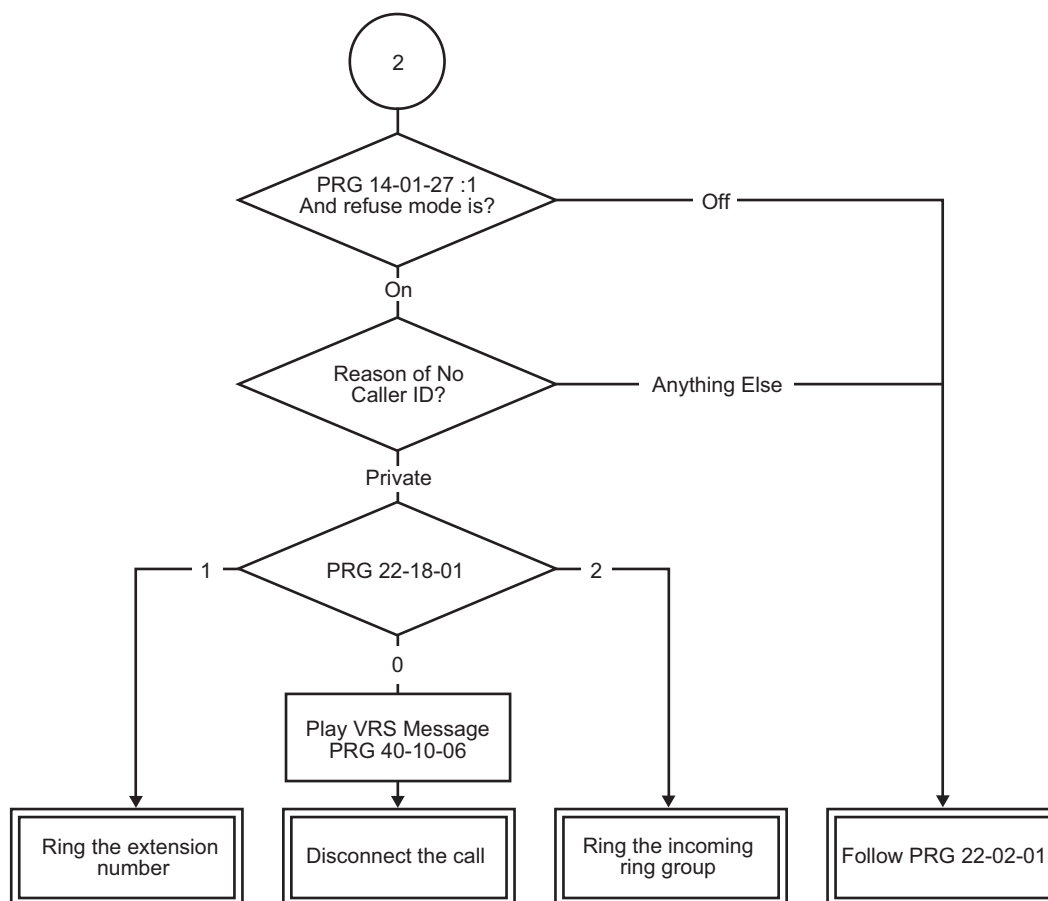 2
PRG 14-01-27 :1
And refuse mode is?
Off
On
Reason of No
Caller ID?
Anything Else
Private
PRG 22-18-01
1
2
0
Play VRS Message
PRG 40-10-06
Ring the extension
number
Disconnect the call
Ring the incoming
ring group
Follow PRG 22-02-01